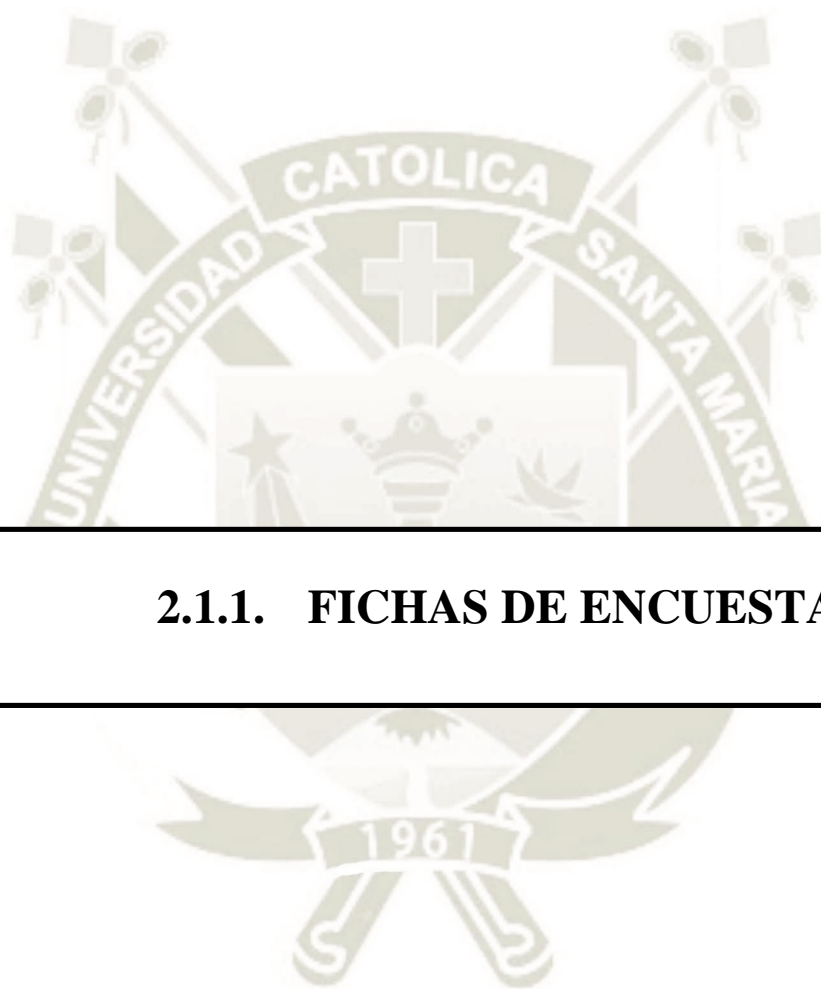 CATOLICA
UNIVERSIDAD
SANTA MARIA
2.1.1. FICHAS DE ENCUESTA
1961